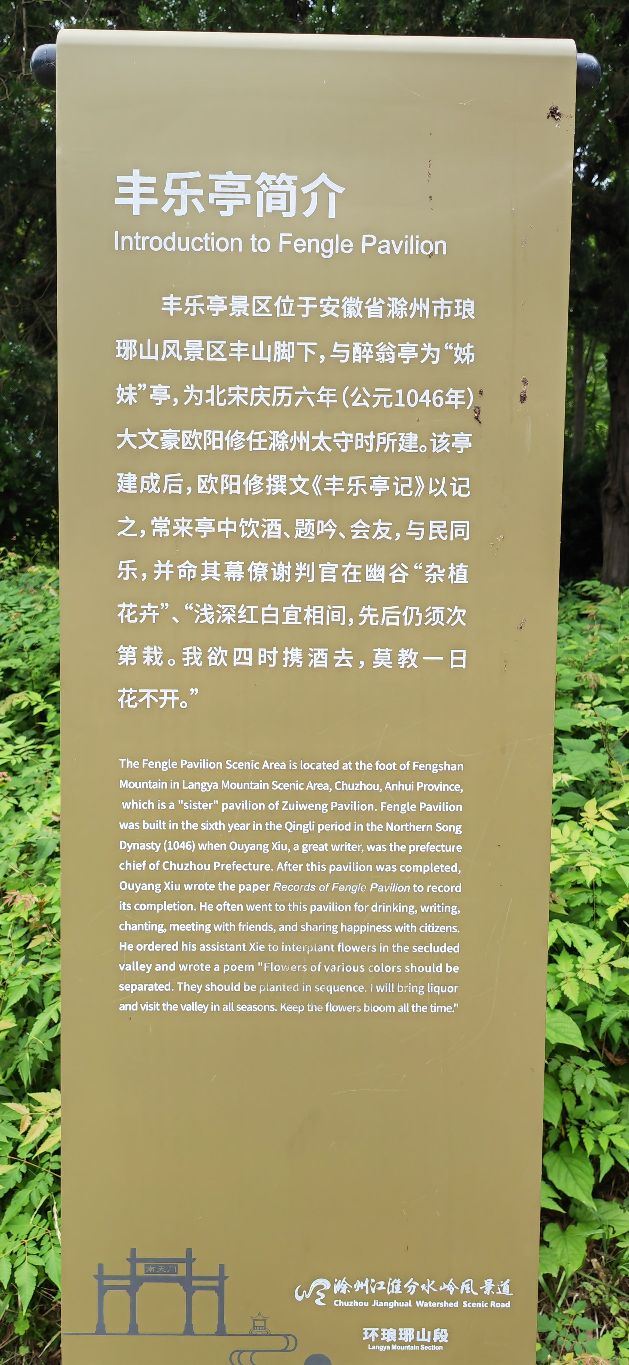 丰乐亭简介
Introduction to Fengle Pavilion
丰乐亭景区位于安徽省滁州市琅
琊山风景区丰山脚下，与醉翁亭为“姊
妹”亭，为北宋庆历六年（公元1046年）
大文豪欧阳修任滁州太守时所建。该亭
建成后，欧阳修撰文《丰乐亭记》以记
之，常来亭中饮酒、题吟、会友，与民同
乐，并命其幕僚谢判官在幽谷“杂植
花卉”、“浅深红白宜相间，先后仍须次
第栽。我欲四时携酒去，莫教一日
花不开。”
The Fengle Pavilion Scenic Area is located at the foot of Fengshan
Mountain in Langya Mountain Scenic Area, Chuzhou, Anhui Province,
which is a "sister" pavilion of Zuiweng Pavilion. Fengle Pavilion
was built in the sixth year in the Qingli period in the Northern Song
Dynasty (1046) when Ouyang Xiu, a great writer, was the prefecture
chief of Chuzhou Prefecture. After this pavilion was completed,
Ouyang Xiu wrote the paper Records of Fengle Pavilion to record
its completion. He often went to this pavilion for drinking, writing,
chanting, meeting with friends, and sharing happiness with citizens.
He ordered his assistant Xie to interplant flowers in the secluded
valley and wrote a poem "Flowers of various colors should be
separated. They should be planted in sequence. I will bring liquor
and visit the valley in all seasons. Keep the flowers bloom all the time."
南天门
滁州江淮分水岭风景道
Chuzhou Jianghuai Watershed Scenic Road
环琅琊山段
Langya Mountain Section